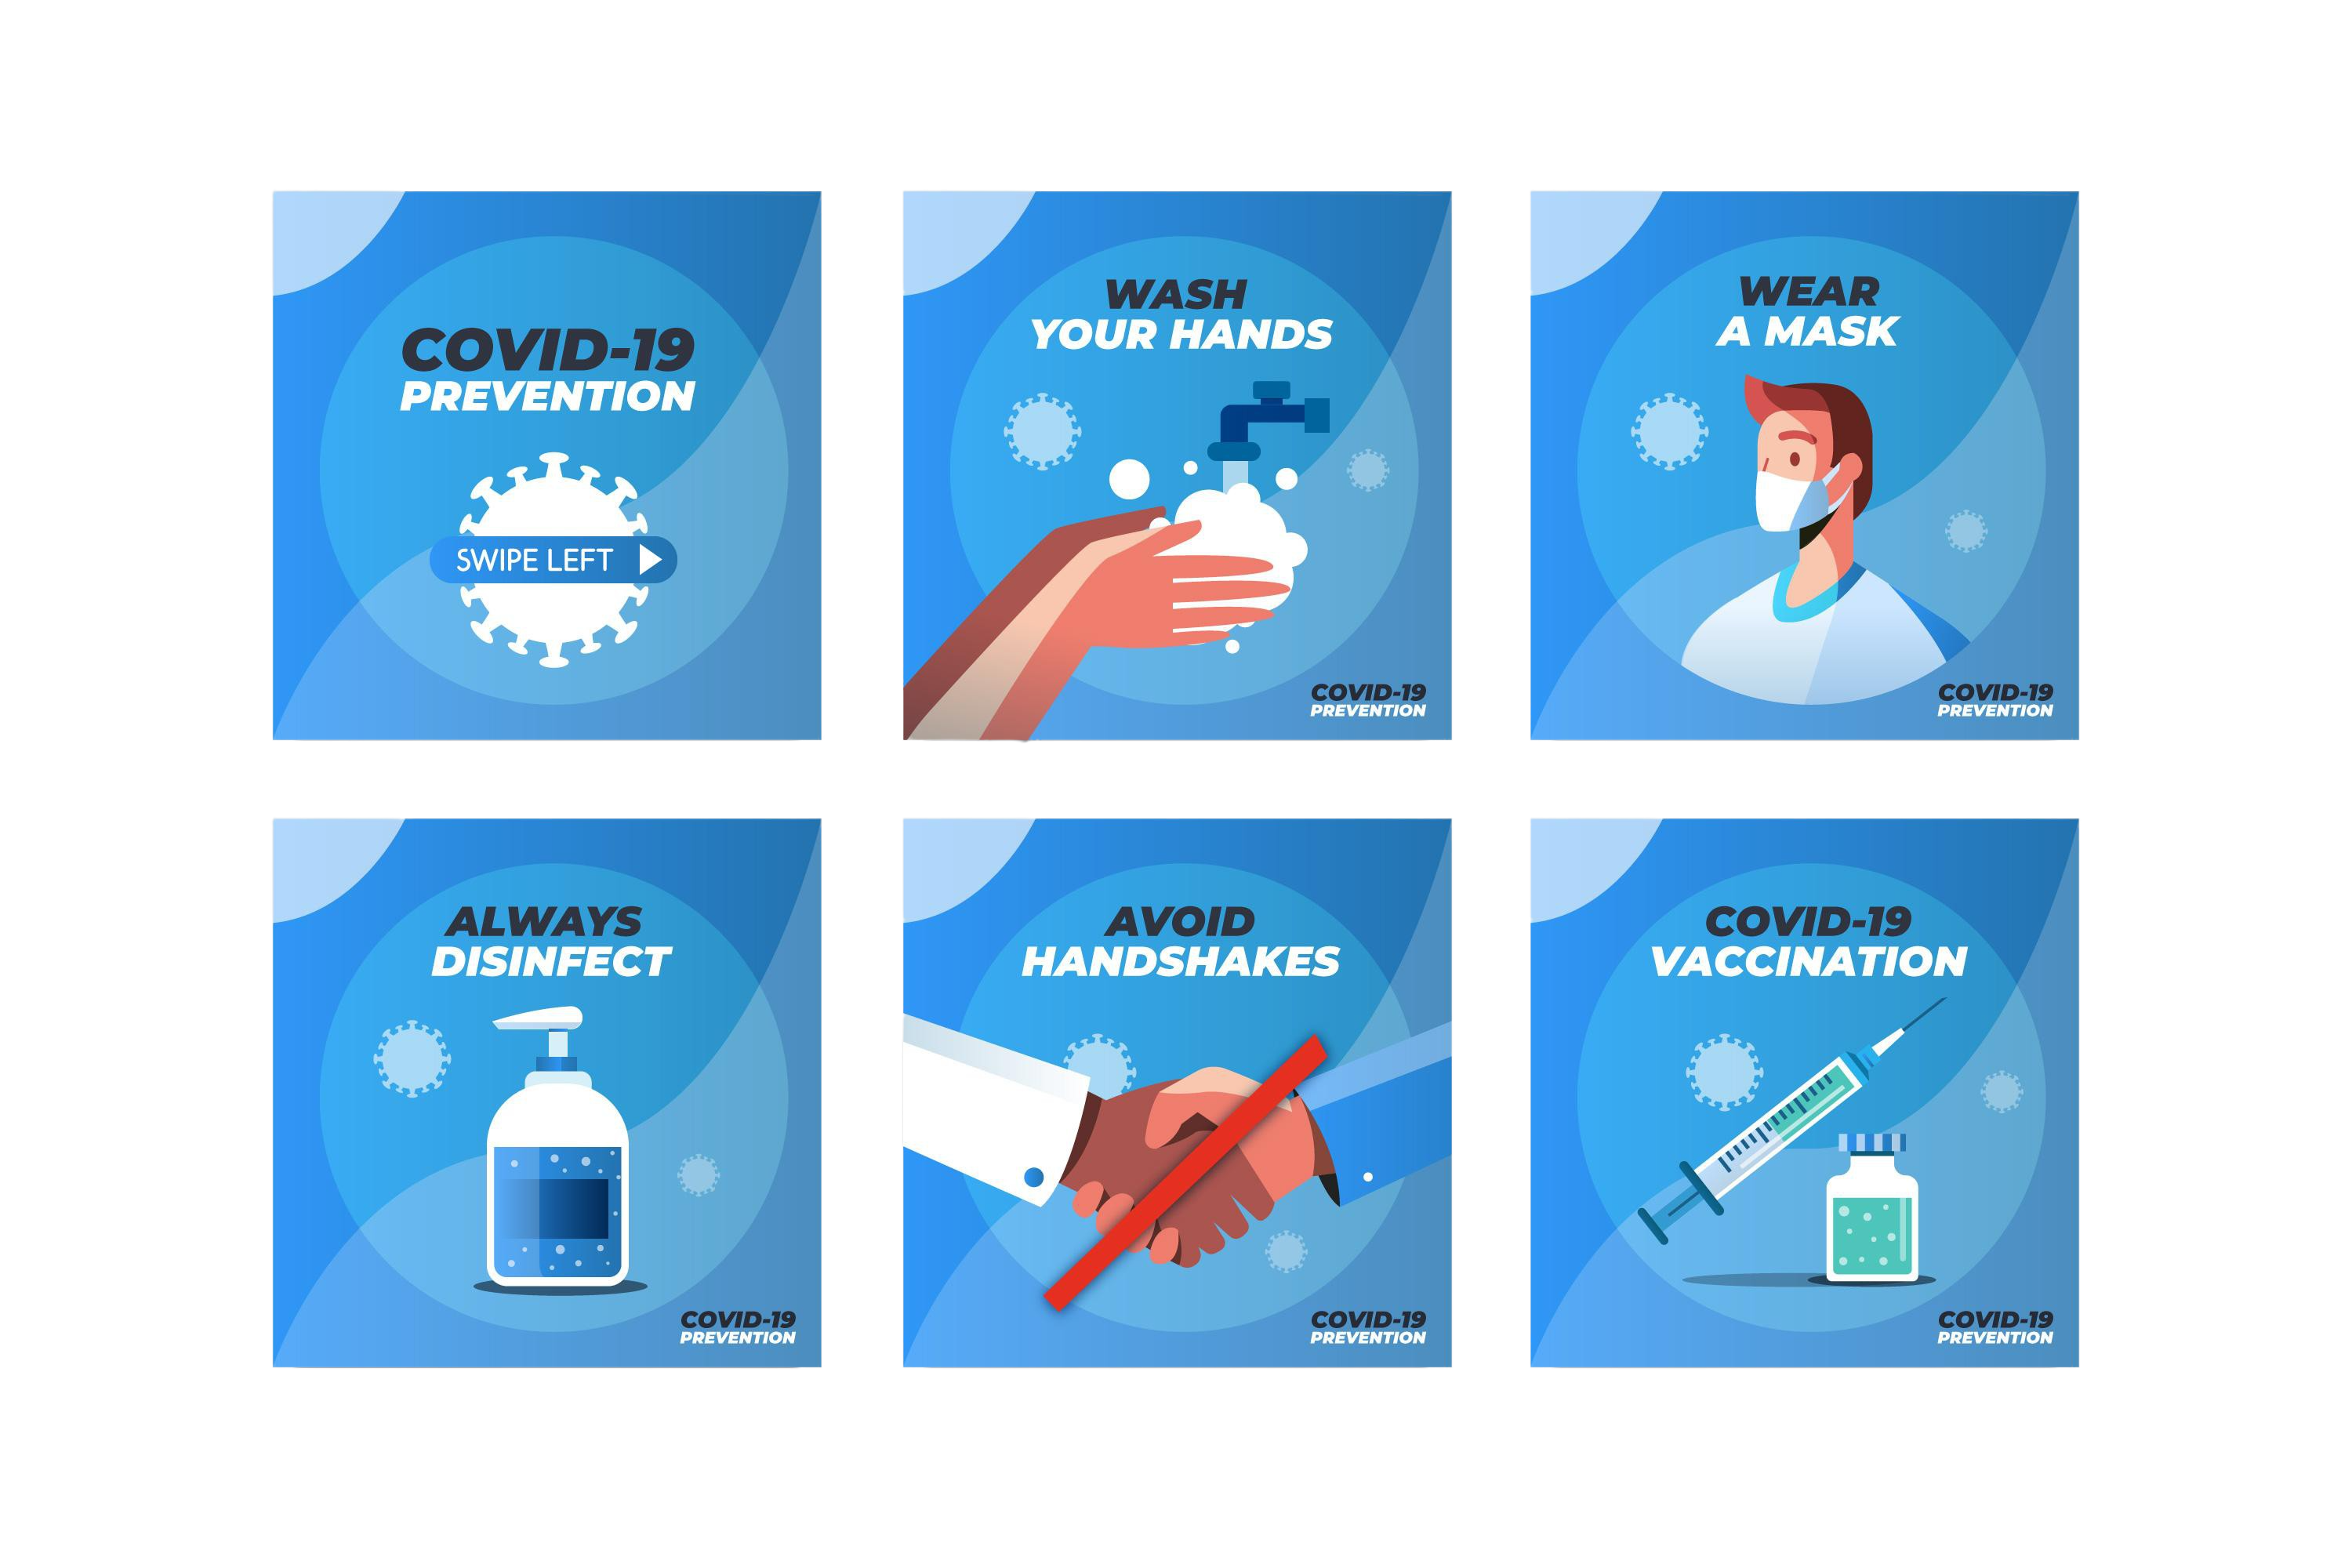 COVID-19
PREVENTION
SWIPE LEFT
WASH
YOUR HANDS
COVID-19
PREVENTION
WEAR
A MASK
COVID-19
PREVENTION
ALWAYS
DISINFECT
COVID-19
PREVENTION
AVOID
HANDSHAKES
COVID-19
PREVENTION
COVID-19
VACCINATION
COVID-19
PREVENTION